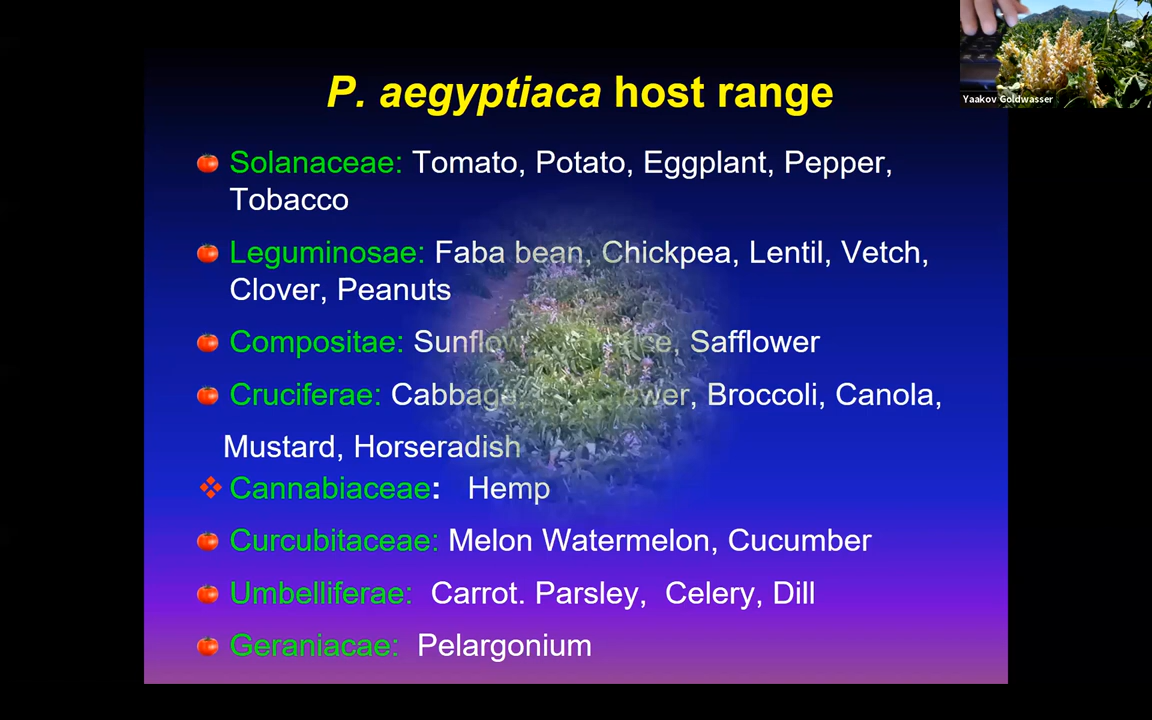 P. aegyptiaca host range
Yaakov Goldwasser
Solanaceae: Tomato, Potato, Eggplant, Pepper,
Tobacco
Leguminosae: Faba bean, Chickpea, Lentil, Vetch,
Clover, Peanuts
Compositae: Safflower
Cruciferae: Cabbage, Broccoli, Canola,
Mustard, Horseradish
Cannabiaceae: Hemp
Curcubitaceae: Melon Watermelon, Cucumber
Umbelliferae: Carrot. Parsley, Celery, Dill
Geraniacae: Pelargonium